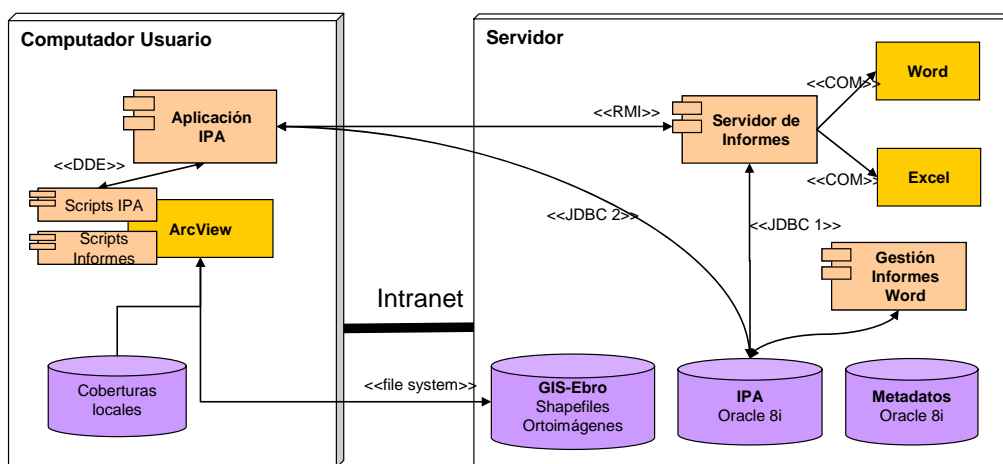 Computador Usuario
Aplicación
IPA
<<DDE>>
Scripts IPA
ArcView
Scripts
Informes
Coberturas
locales
Intranet
<<file system>>
Servidor
<<RMI>>
Servidor de
Informes
<<COM>>
Word
<<COM>>
Excel
<<JDBC 2>>
<<JDBC 1>>
Gestión
Informes
Word
GIS-Ebro
Shapefiles
Ortoimágenes
IPA
Oracle 8i
Metadatos
Oracle 8i